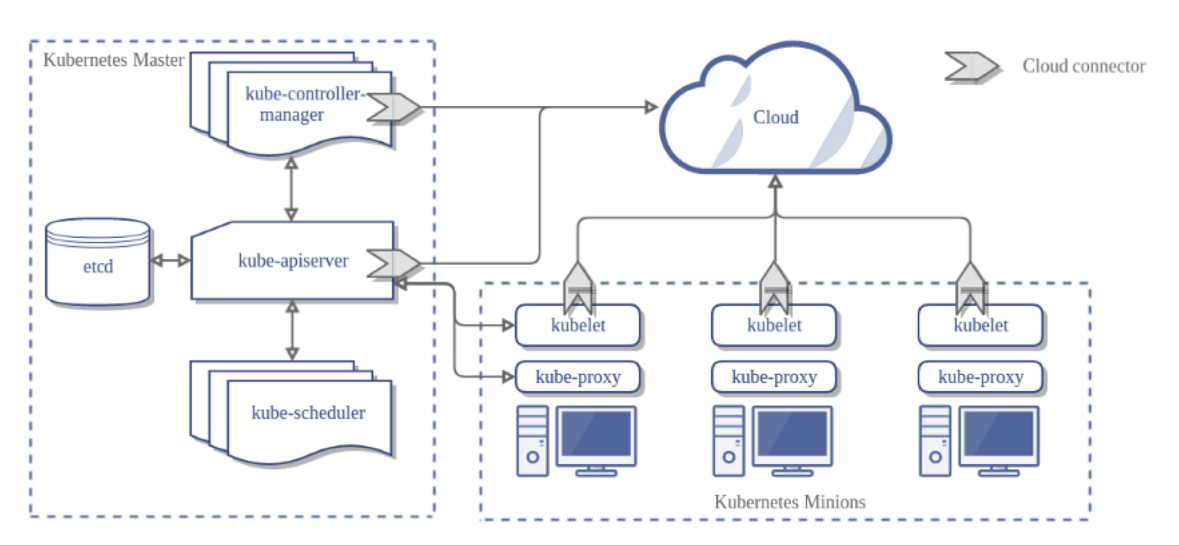 Kubernetes Master
kube-controller-
manager
Cloud
Cloud connector
etcd
kube-apiserver
kube-scheduler
kubelet
kubelet
kubelet
kube-proxy
kube-proxy
kube-proxy
Kubernetes Minions